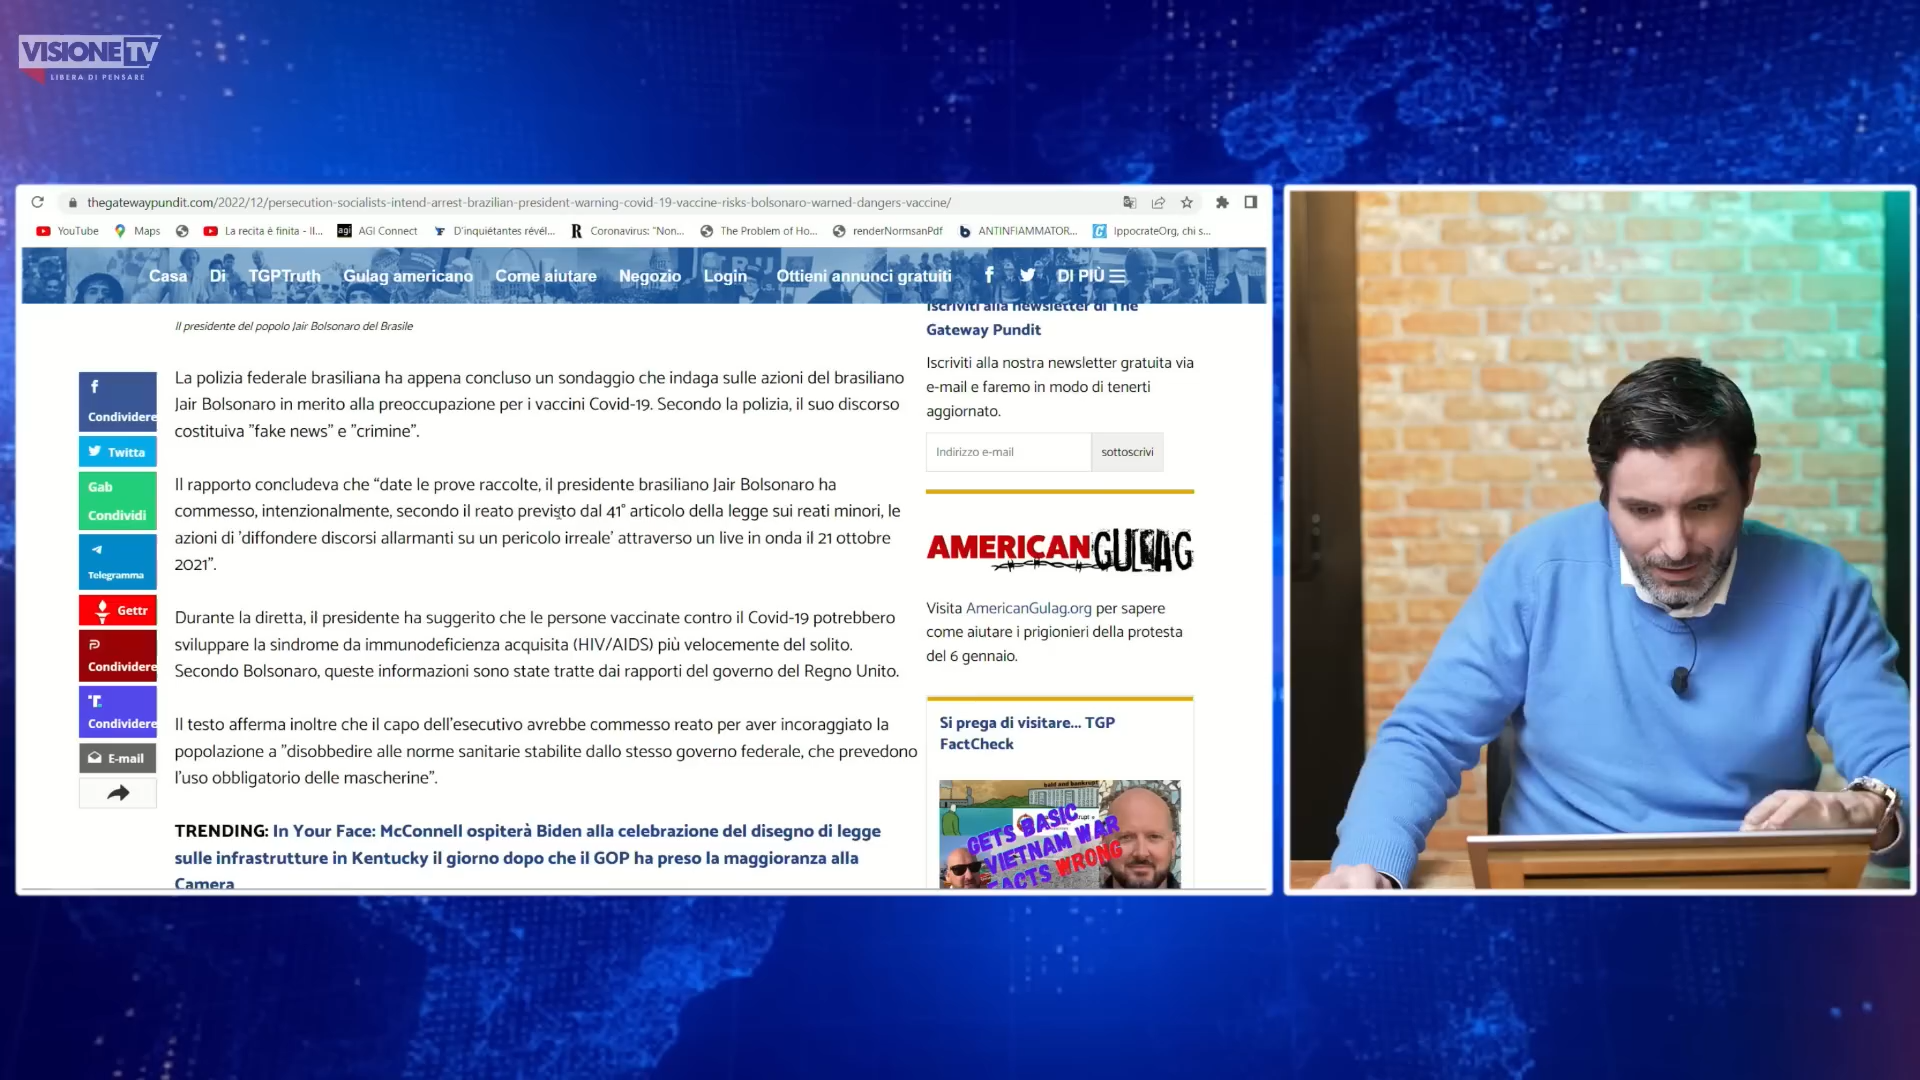 VISIONE TV
LIBERA DI PENSARE
thegatewaypundit.com/2022/12/persecution-socialists-intend-arrest-brazilian-president-warning-covid-19-vaccine-risks-bolsonaro-warned-dangers-vaccine/
YouTube Maps La recita è finita - Il... AGI Connect D'inquiétantes révél... Coronavirus: "Non... The Problem of Ho... renderNormsanPdf ANTINFIAMMATOR... IppocrateOrg, chi s...
Casa Di TGPTruth Gulag americano Come aiutare Negozio Login Ottieni annunci gratuiti DI PIÙ
Il presidente del popolo Jair Bolsonaro del Brasile
Condividere
Twitta
Gab
Condividi
Telegramma
Gettr
Condividere
Condividere
E-mail
La polizia federale brasiliana ha appena concluso un sondaggio che indaga sulle azioni del brasiliano
Jair Bolsonaro in merito alla preoccupazione per i vaccini Covid-19. Secondo la polizia, il suo discorso
costituiva "fake news" e "crimine".
Il rapporto concludeva che “date le prove raccolte, il presidente brasiliano Jair Bolsonaro ha
commesso, intenzionalmente, secondo il reato previsto dal 41° articolo della legge sui reati minori, le
azioni di 'diffondere discorsi allarmanti su un pericolo irreale' attraverso un live in onda il 21 ottobre
2021”.
Durante la diretta, il presidente ha suggerito che le persone vaccinate contro il Covid-19 potrebbero
sviluppare la sindrome da immunodeficienza acquisita (HIV/AIDS) più velocemente del solito.
Secondo Bolsonaro, queste informazioni sono state tratte dai rapporti del governo del Regno Unito.
Il testo afferma inoltre che il capo dell'esecutivo avrebbe commesso reato per aver incoraggiato la
popolazione a "disobbedire alle norme sanitarie stabilite dallo stesso governo federale, che prevedono
l'uso obbligatorio delle mascherine".
TRENDING: In Your Face: McConnell ospiterà Biden alla celebrazione del disegno di legge
sulle infrastrutture in Kentucky il giorno dopo che il GOP ha preso la maggioranza alla
Camera
Iscriviti alla newsletter di The
Gateway Pundit
Iscriviti alla nostra newsletter gratuita via
e-mail e faremo in modo di tenerti
aggiornato.
Indirizzo e-mail sottoscrivi
AMERICAN GULAG
Visita AmericanGulag.org per sapere
come aiutare i prigionieri della protesta
del 6 gennaio.
Si prega di visitare... TGP
FactCheck
bald and bankrupt
GETS BASIC
VIETNAM WAR
FACTS WRONG